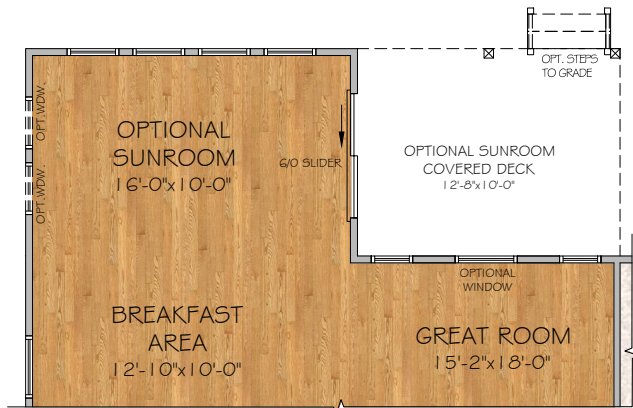 OPT. STEPS
TO GRADE
OPT. WDW.
OPTIONAL
SUNROOM
16'-0"x10'-0"
6/0 SLIDER
OPTIONAL SUNROOM
COVERED DECK
12'-8"x10'-0"
OPT. WDW.
OPTIONAL
WINDOW
BREAKFAST
AREA
12'-10"x10'-0"
GREAT ROOM
15'-2"x18'-0"